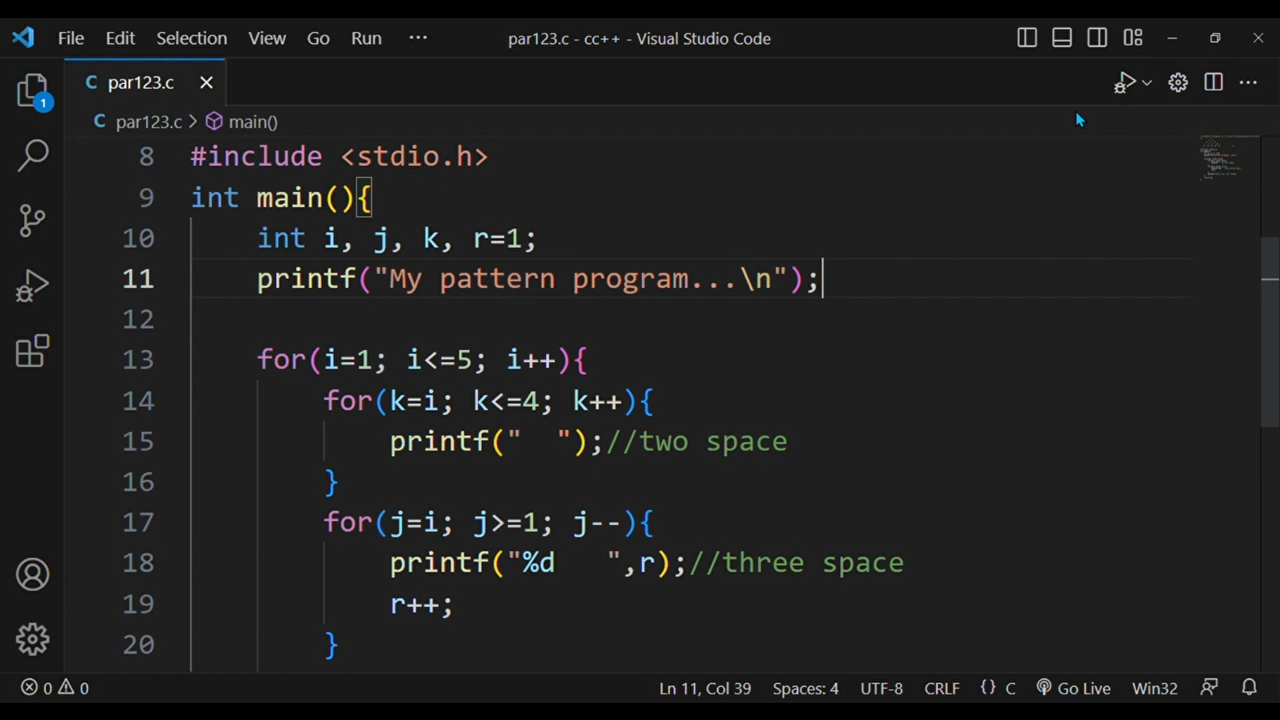 File Edit Selection View Go Run ··· par123.c - cc++ - Visual Studio Code
C par123.c ×
1
C par123.c > main()
8 #include <stdio.h>
9 int main(){
10     int i, j, k, r=1;
11     printf("My pattern program...\n");
12
13     for(i=1; i<=5; i++){
14         for(k=i; k<=4; k++){
15             printf("  ");//two space
16         }
17         for(j=i; j>=1; j--){
18             printf("%d   ",r);//three space
19             r++;
20         }
0 0 Ln 11, Col 39 Spaces: 4 UTF-8 CRLF {} C Go Live Win32